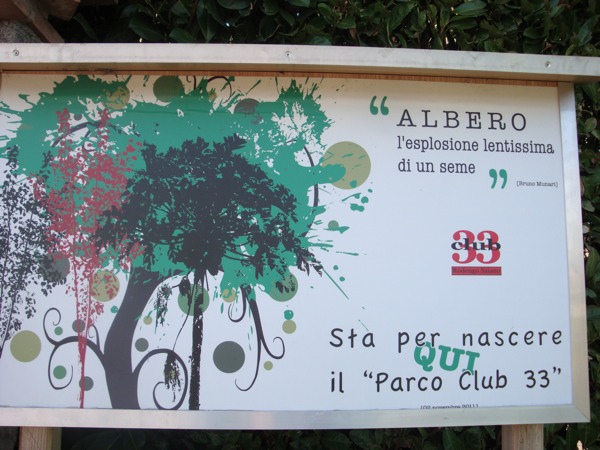 “ ALBERO
l'esplosione lentissima
di un seme ”
[Bruno Munari]
33
club
Sta per nascere
QUI
il “Parco Club 33”